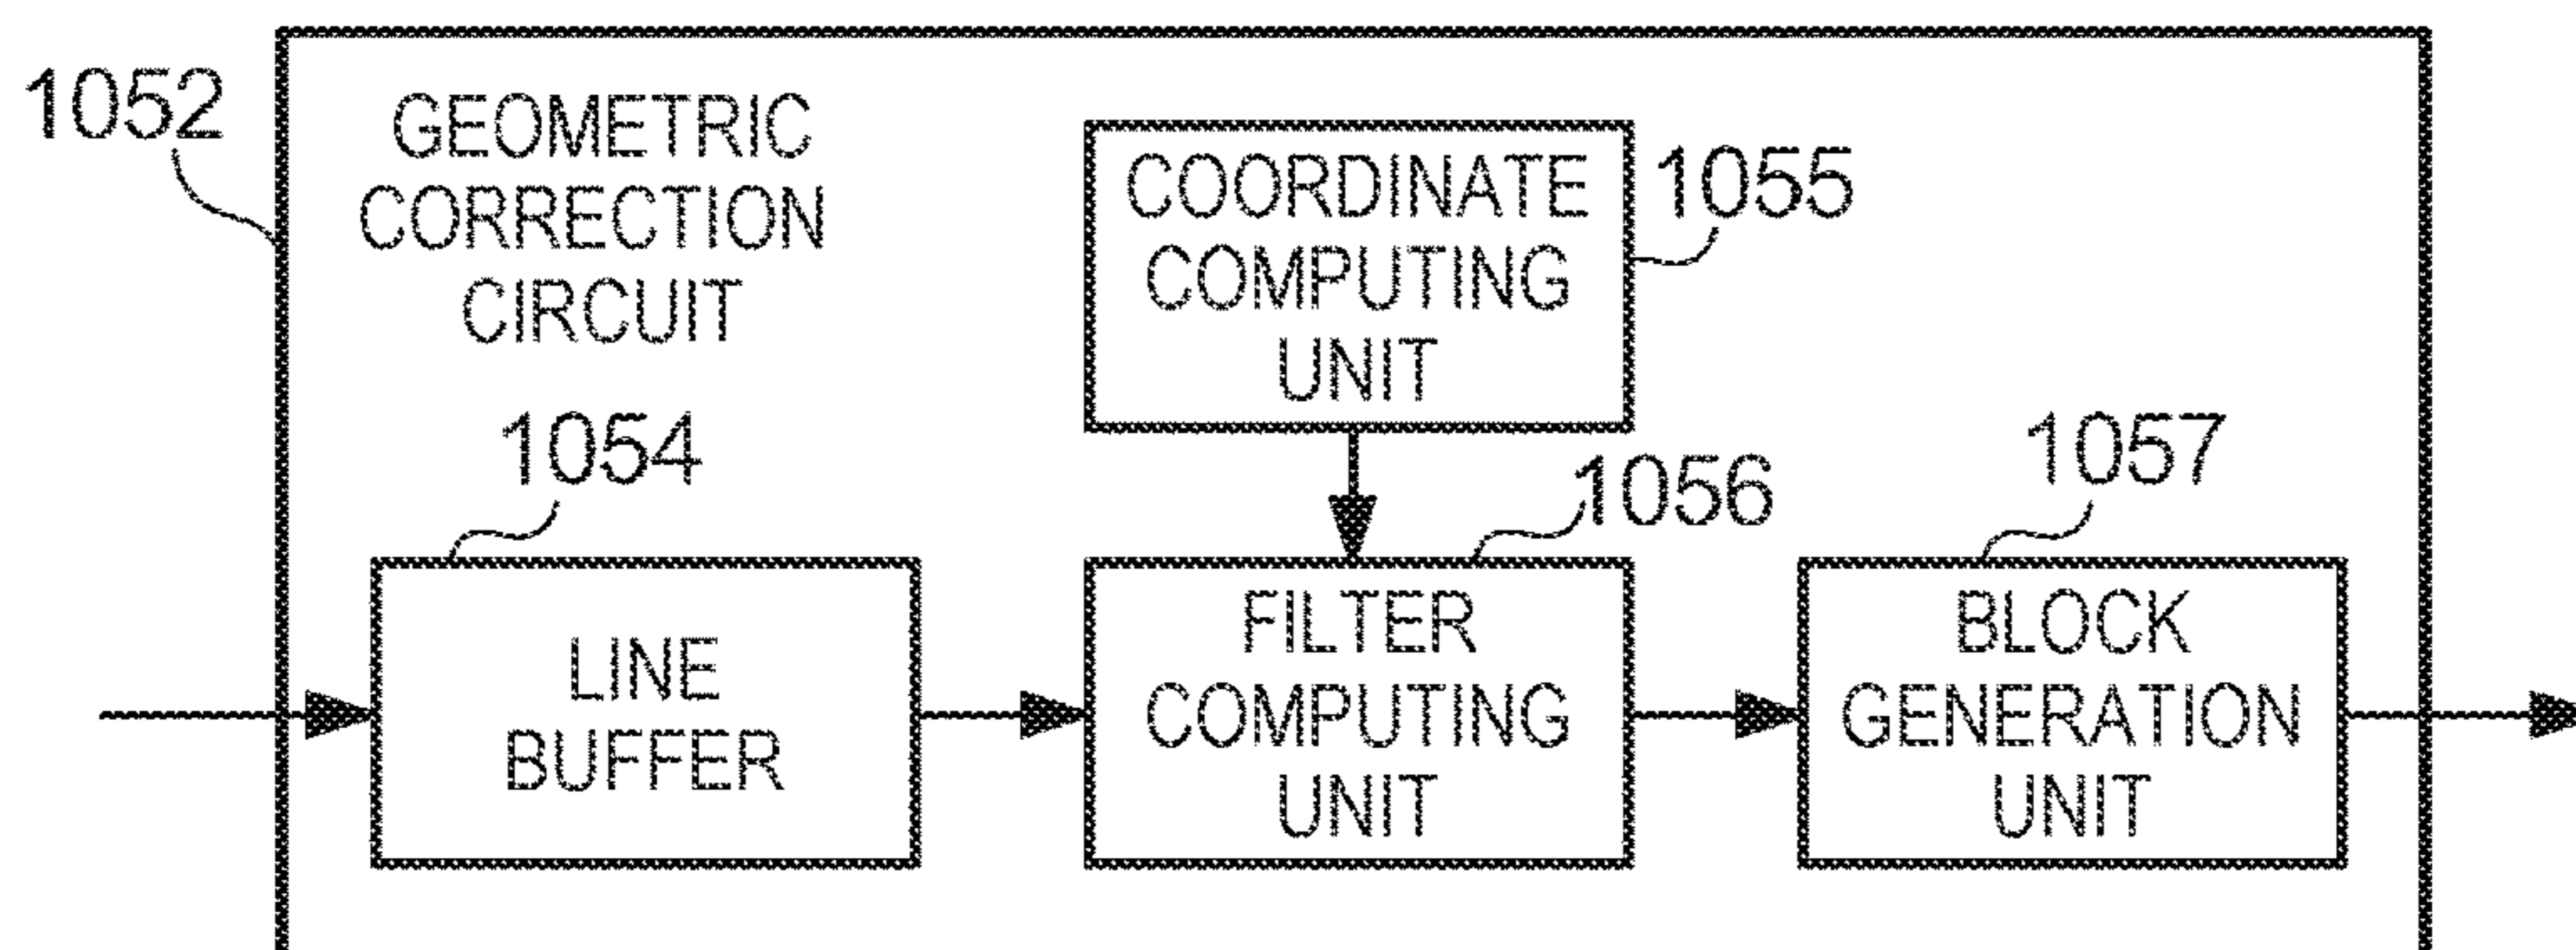 1052
GEOMETRIC
CORRECTION
CIRCUIT
COORDINATE
COMPUTING
UNIT
1055
1054
1056
1057
LINE
BUFFER
FILTER
COMPUTING
UNIT
BLOCK
GENERATION
UNIT